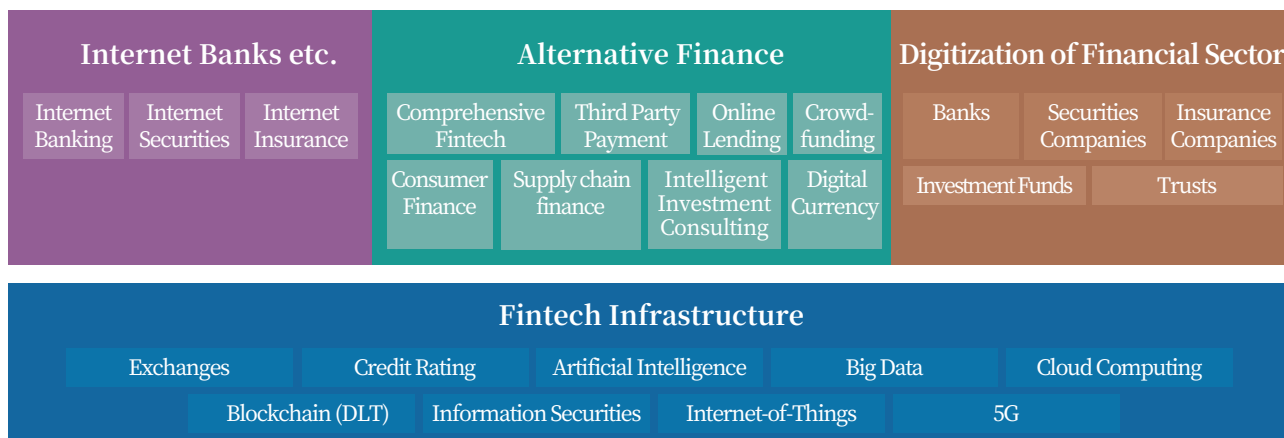 Internet Banks etc.
Internet
Banking
Internet
Securities
Internet
Insurance
Alternative Finance
Comprehensive
Fintech
Third Party
Payment
Online
Lending
Crowd-
funding
Consumer
Finance
Supply chain
finance
Intelligent
Investment
Consulting
Digital
Currency
Digitization of Financial Sector
Banks
Securities
Companies
Insurance
Companies
Investment Funds
Trusts
Fintech Infrastructure
Exchanges
Credit Rating
Artificial Intelligence
Big Data
Cloud Computing
Blockchain (DLT)
Information Securities
Internet-of-Things
5G